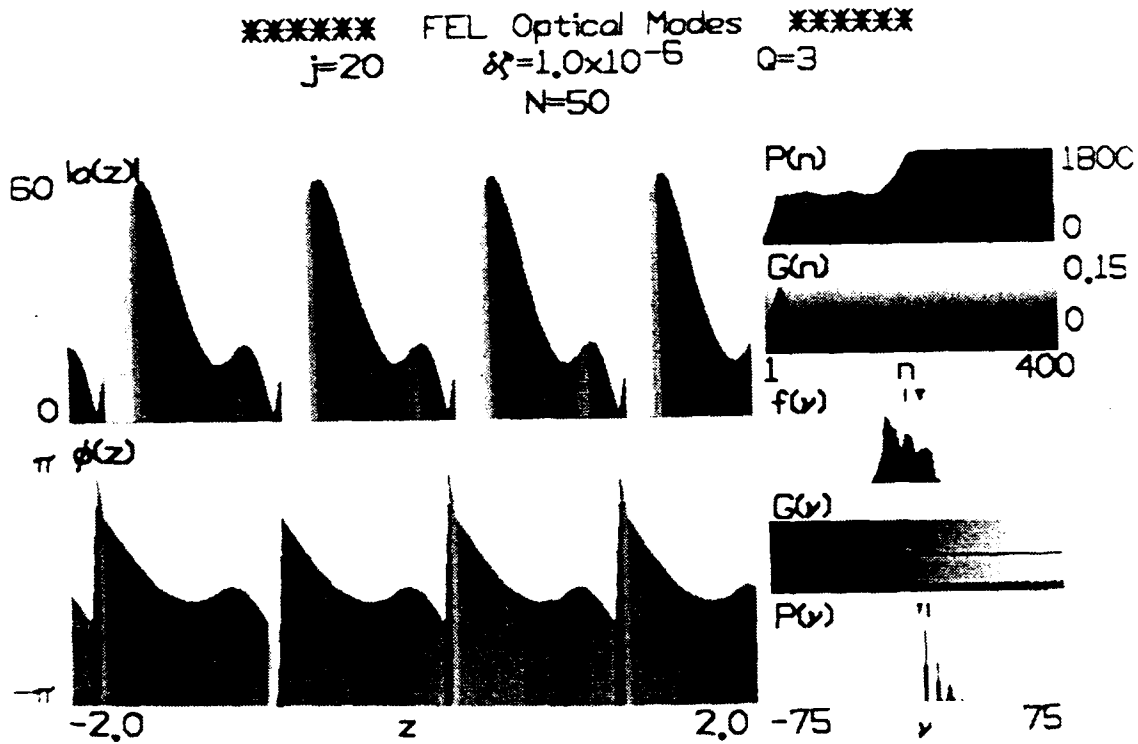 ****** FEL Optical Modes ******
j=20 δζ=1.0x10⁻⁶ Q=3
N=50
|a(z)|
60
0
P(n)
1800
0
G(n)
0.15
0
1 n 400
f(ν)
π
ϕ(z)
-π
-2.0 z 2.0
G(ν)
P(ν)
-75 ν 75